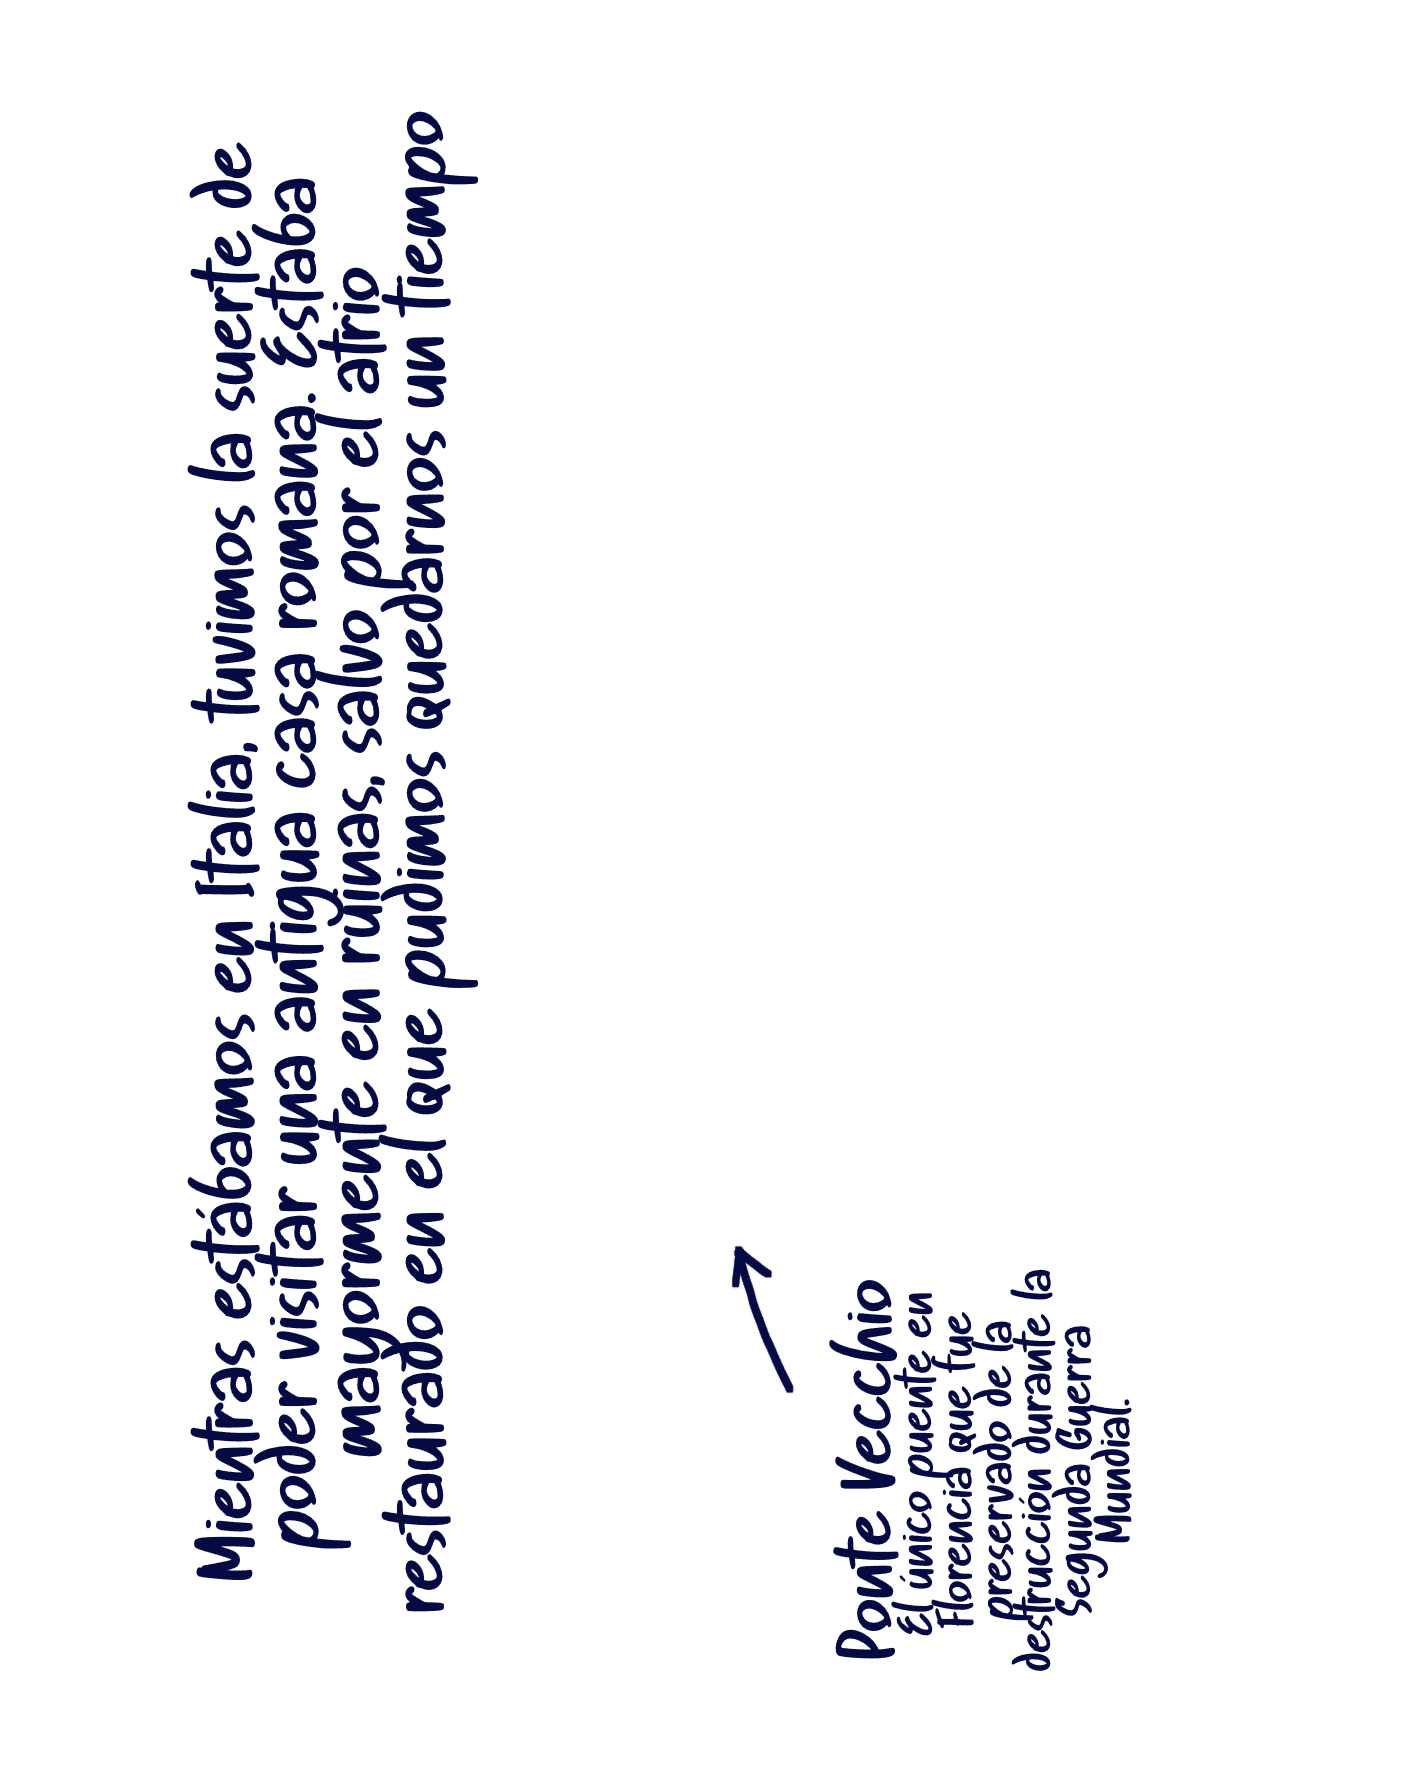 Mientras estábamos en Italia, tuvimos la suerte de
poder visitar una antigua casa romana. Estaba
mayormente en ruinas, salvo por el atrio
restaurado en el que pudimos quedarnos un tiempo
Ponte Vecchio
El único puente en
Florencia que fue
preservado de la
destrucción durante la
Segunda Guerra
Mundial.